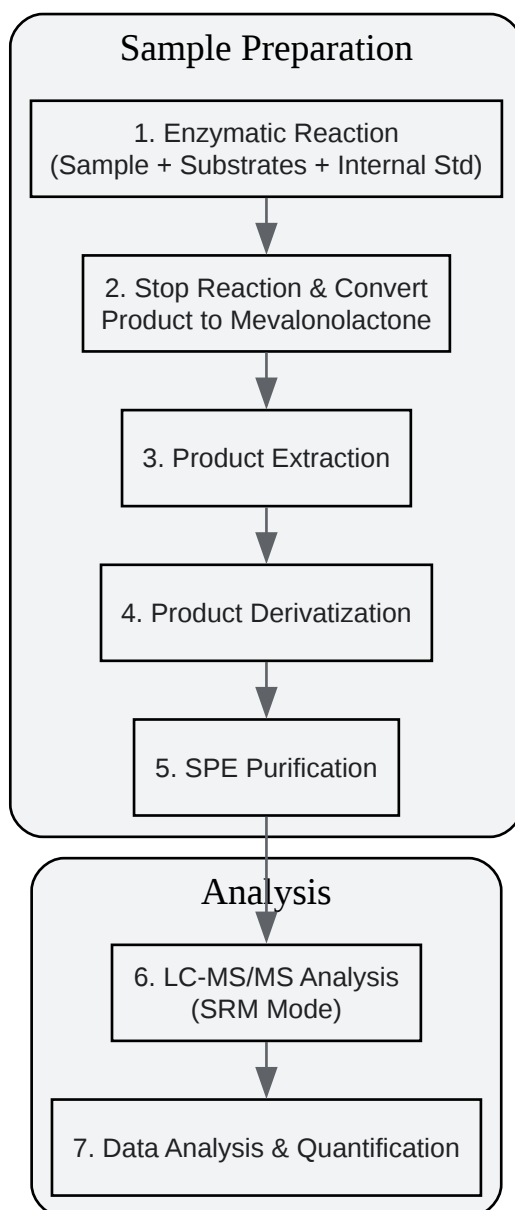 Sample Preparation
1. Enzymatic Reaction
(Sample + Substrates + Internal Std)
2. Stop Reaction & Convert
Product to Mevalonolactone
3. Product Extraction
4. Product Derivatization
5. SPE Purification
Analysis
6. LC-MS/MS Analysis
(SRM Mode)
7. Data Analysis & Quantification